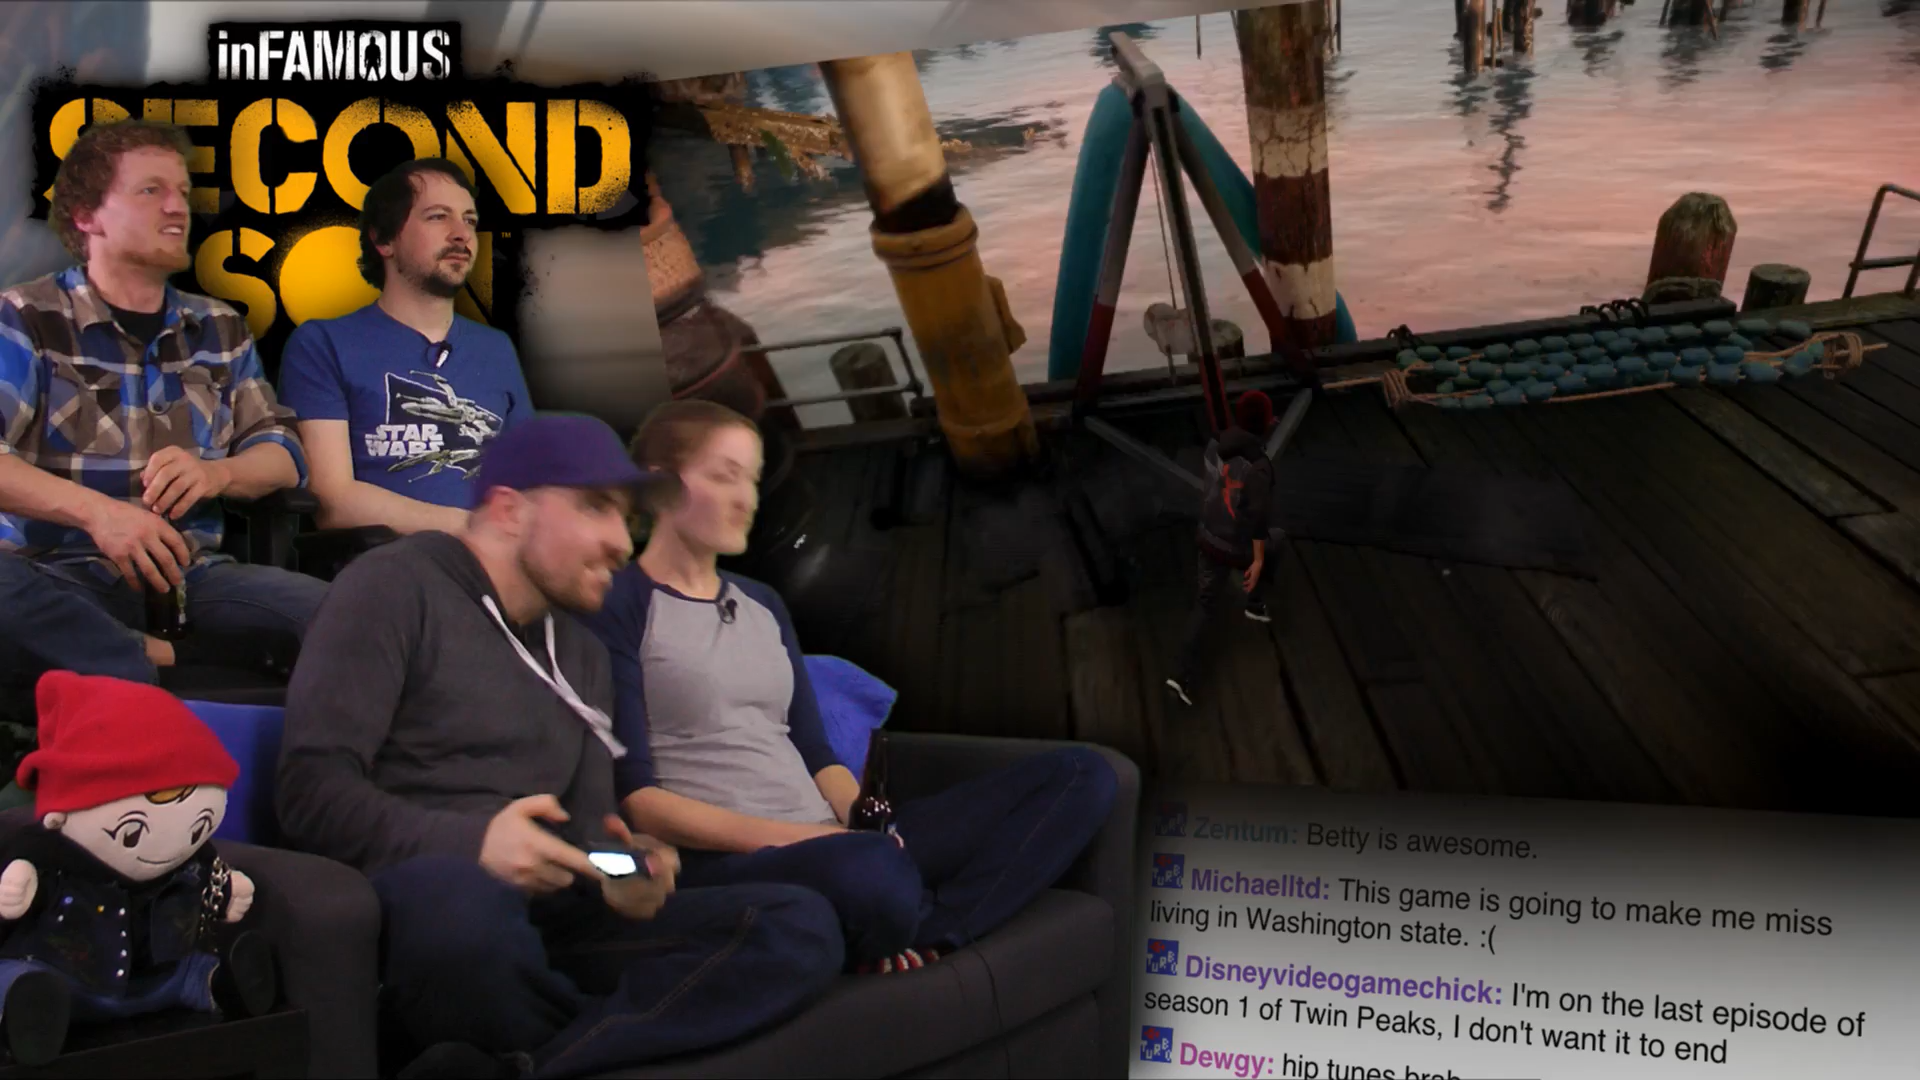 inFAMOUS
SECOND
SON
™
STAR
WARS
Zentum: Betty is awesome.
Michaelltd: This game is going to make me miss
living in Washington state. :(
Disneyvideogamechick: I'm on the last episode of
season 1 of Twin Peaks, I don't want it to end
Dewgy: hip tunes brah